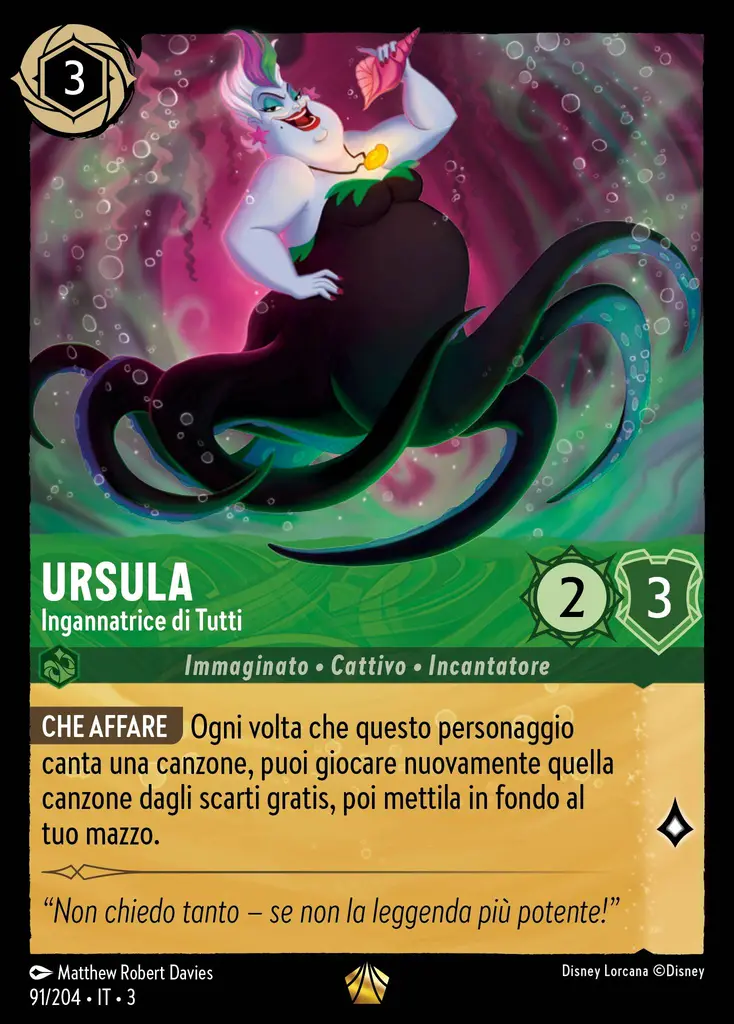 3
URSULA
Ingannatrice di Tutti
2
3
Immaginato • Cattivo • Incantatore
CHE AFFARE Ogni volta che questo personaggio
canta una canzone, puoi giocare nuovamente quella
canzone dagli scarti gratis, poi mettila in fondo al
tuo mazzo.
“Non chiedo tanto – se non la leggenda più potente!”
Matthew Robert Davies
Disney Lorcana ©Disney
91/204 • IT • 3